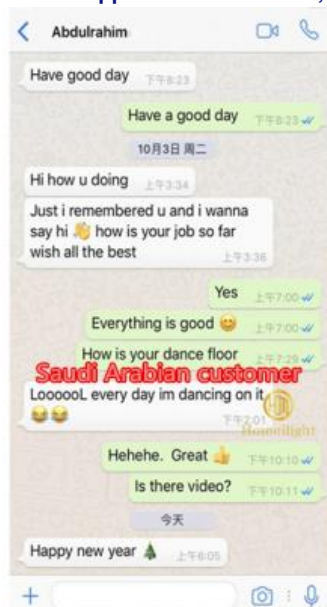 Abdulrahim
Have good day 下午8:23
Have a good day 下午8:23
10月3日 周二
Hi how u doing 上午3:34
Just i remembered u and i wanna
say hi 👋 how is your job so far
wish all the best 上午3:36
Yes 上午7:00
Everything is good 😊 上午7:00
How is your dance floor 上午7:29
Saudi Arabian customer
LoooooL every day im dancing on it
😂😂 下午7:01
Homeilight
Hehehe. Great 👍 下午10:10
Is there video? 下午10:11
今天
Happy new year 🎄 上午6:05